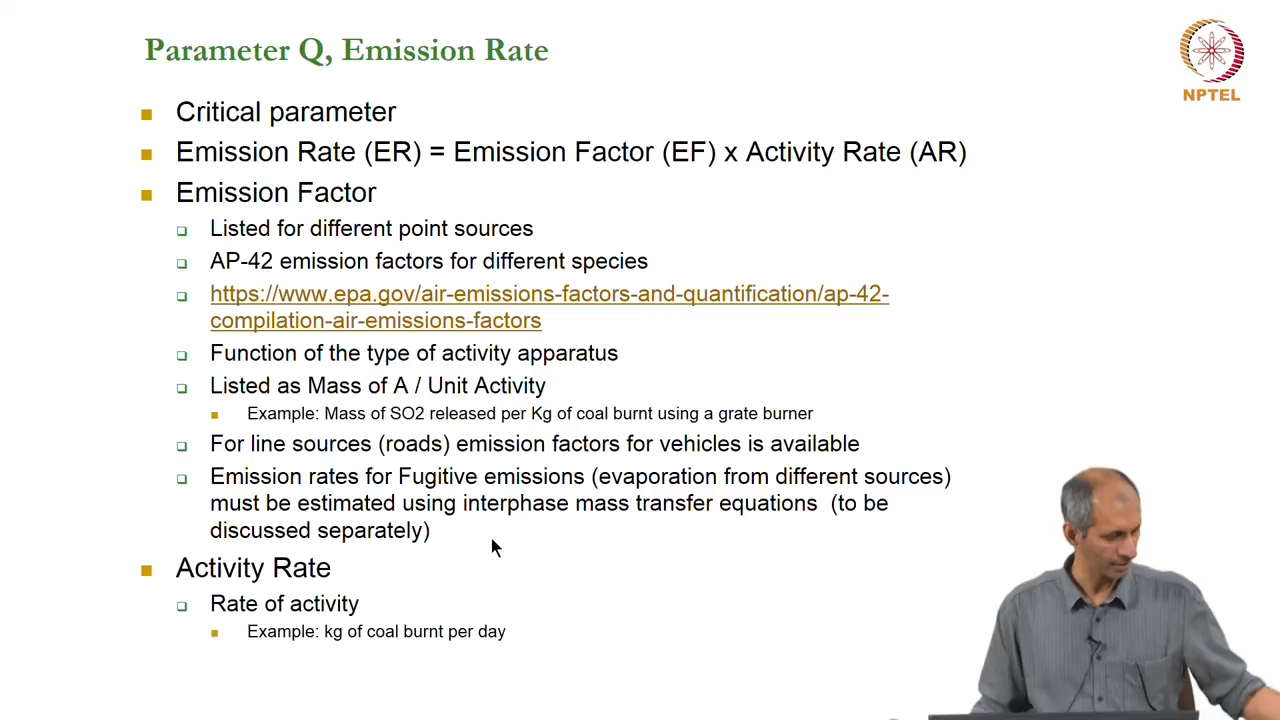 Parameter Q, Emission Rate
NPTEL
Critical parameter
Emission Rate (ER) = Emission Factor (EF) x Activity Rate (AR)
Emission Factor
Listed for different point sources
AP-42 emission factors for different species
https://www.epa.gov/air-emissions-factors-and-quantification/ap-42-
compilation-air-emissions-factors
Function of the type of activity apparatus
Listed as Mass of A / Unit Activity
Example: Mass of SO2 released per Kg of coal burnt using a grate burner
For line sources (roads) emission factors for vehicles is available
Emission rates for Fugitive emissions (evaporation from different sources)
must be estimated using interphase mass transfer equations (to be
discussed separately)
Activity Rate
Rate of activity
Example: kg of coal burnt per day